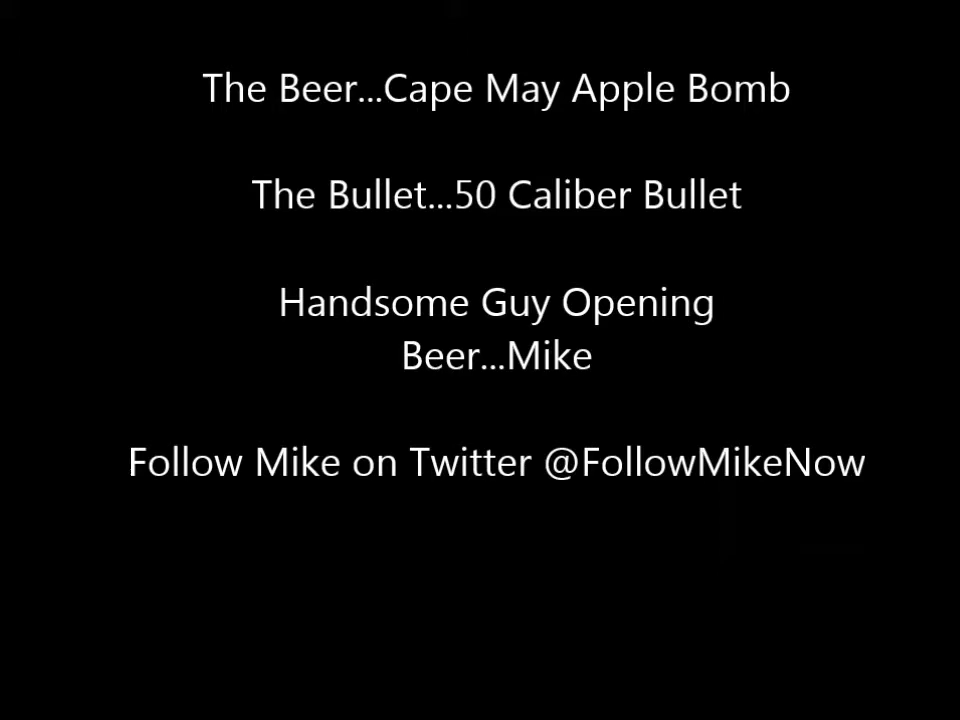 The Beer...Cape May Apple Bomb
The Bullet...50 Caliber Bullet
Handsome Guy Opening
Beer...Mike
Follow Mike on Twitter @FollowMikeNow